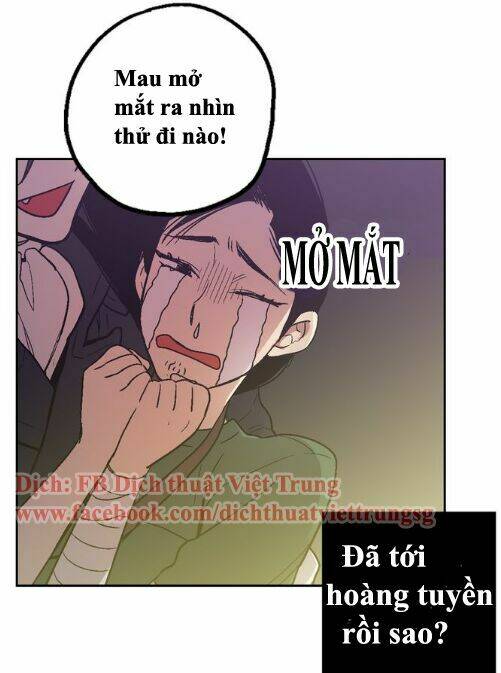 Mau mở
mắt ra nhìn
thử đi nào!
MỞ MẮT
Dịch: FB Dịch thuật Việt Trung
www.facebook.com/dichthuatviettrungsg
Đã tới
hoàng tuyền
rồi sao?